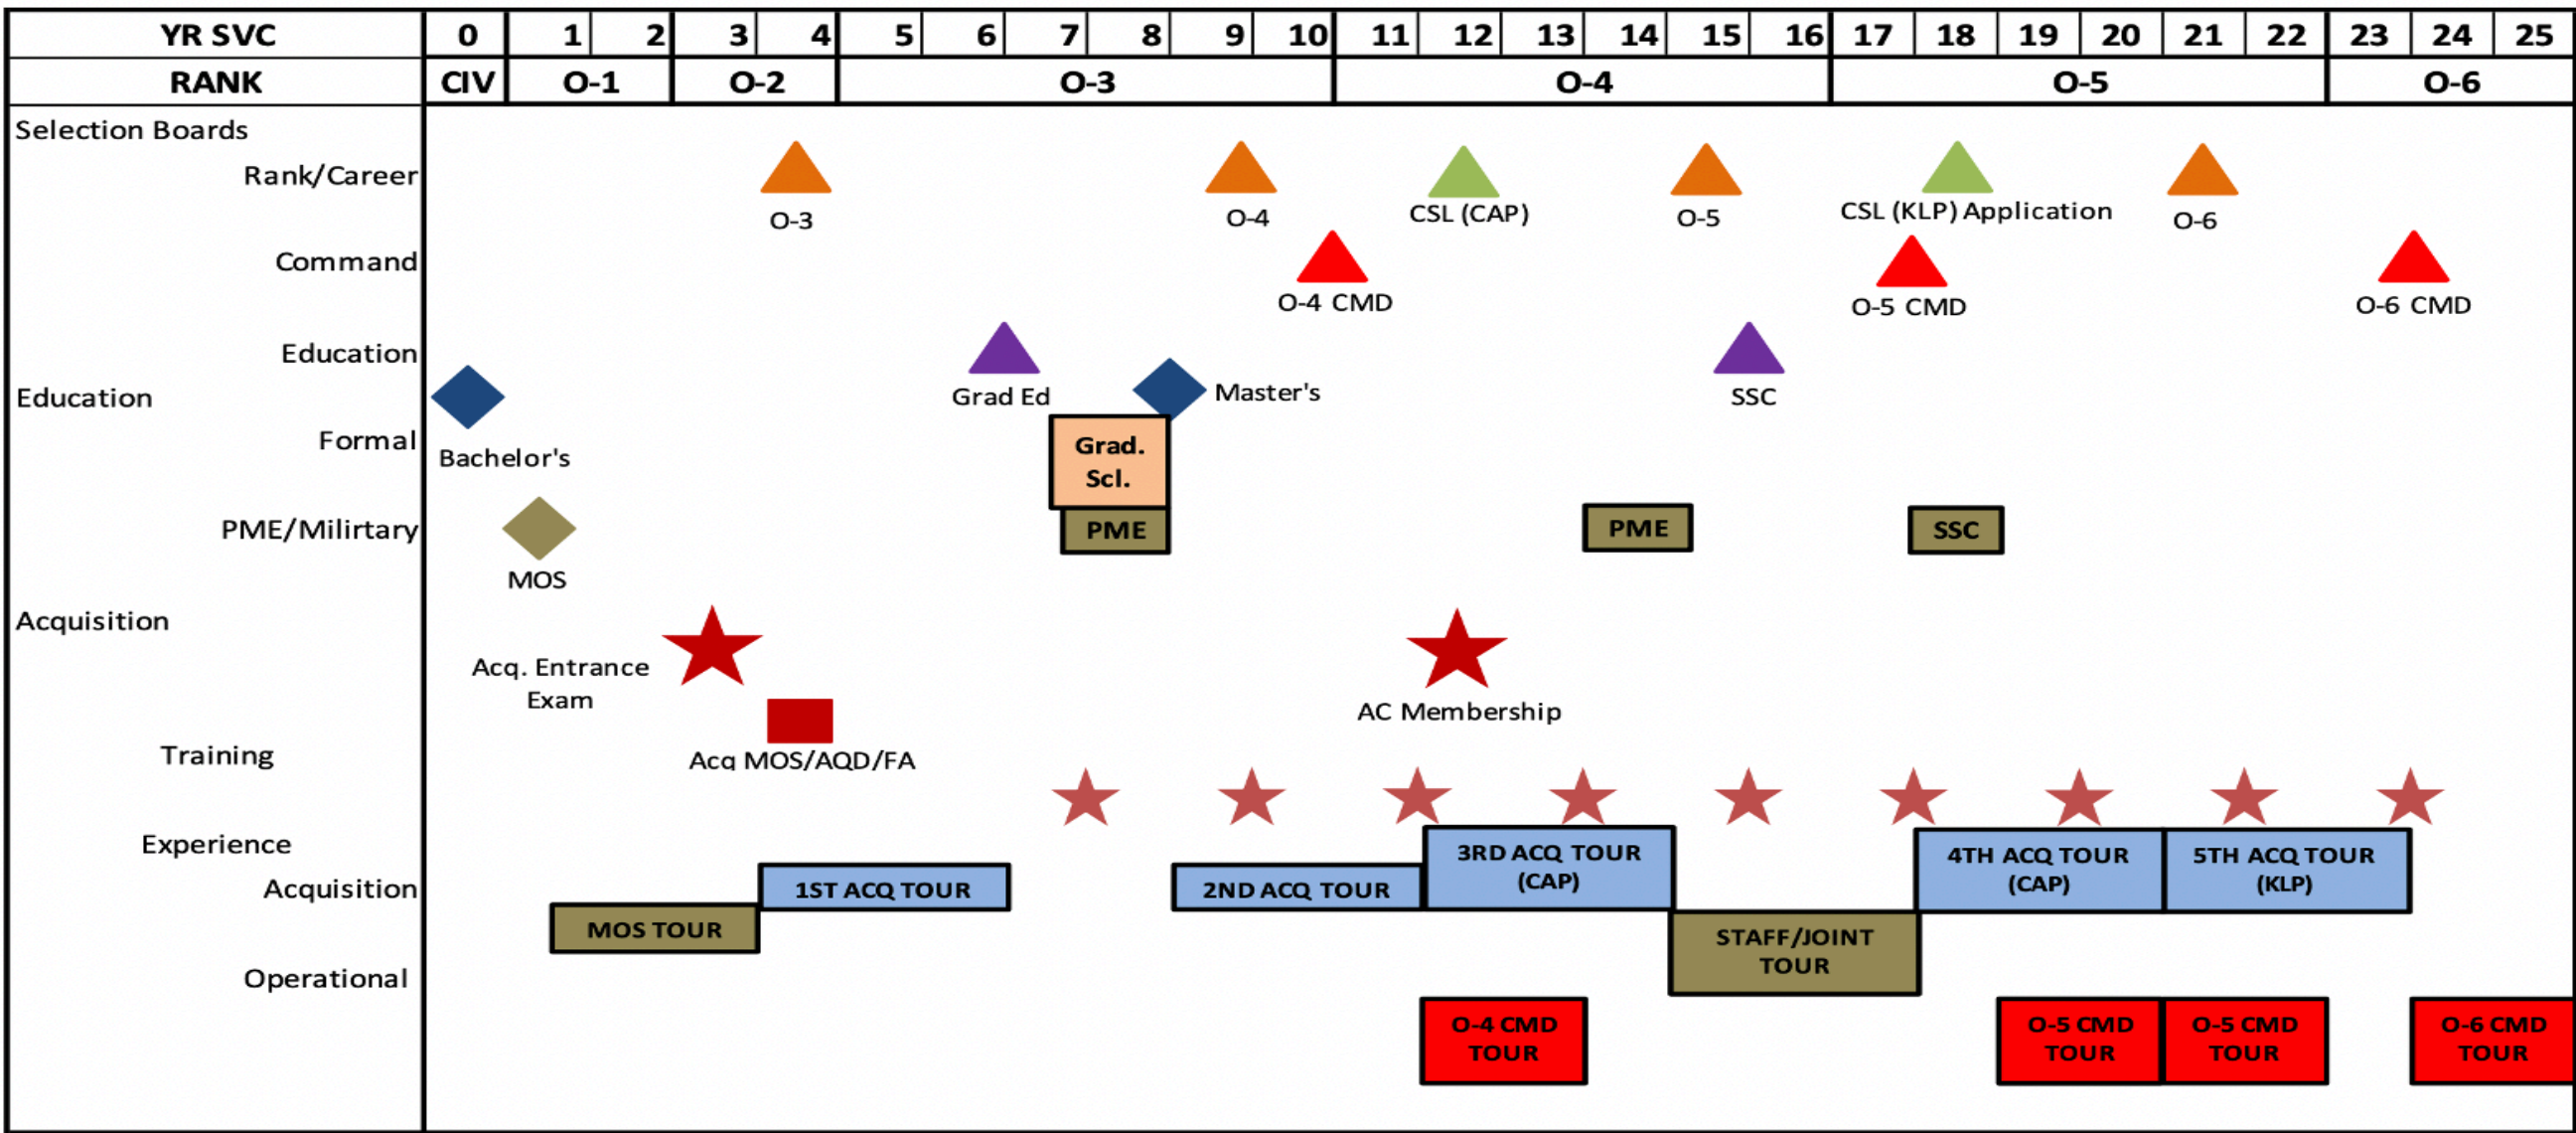 YR SVC 0 1 2 3 4 5 6 7 8 9 10 11 12 13 14 15 16 17 18 19 20 21 22 23 24 25
RANK CIV O-1 O-2 O-3 O-4 O-5 O-6
Selection Boards
Rank/Career
O-3
O-4
CSL (CAP)
O-5
CSL (KLP) Application
O-6
Command
O-4 CMD
O-5 CMD
O-6 CMD
Education
Grad Ed
Master's
SSC
Education
Formal
Bachelor's
Grad.
Scl.
PME/Milirtary
MOS
PME
PME
SSC
Acquisition
Acq. Entrance
Exam
AC Membership
Acq MOS/AQD/FA
Training
Experience
Acquisition
1ST ACQ TOUR
2ND ACQ TOUR
3RD ACQ TOUR
(CAP)
4TH ACQ TOUR
(CAP)
5TH ACQ TOUR
(KLP)
MOS TOUR
STAFF/JOINT
TOUR
Operational
O-4 CMD
TOUR
O-5 CMD
TOUR
O-5 CMD
TOUR
O-6 CMD
TOUR